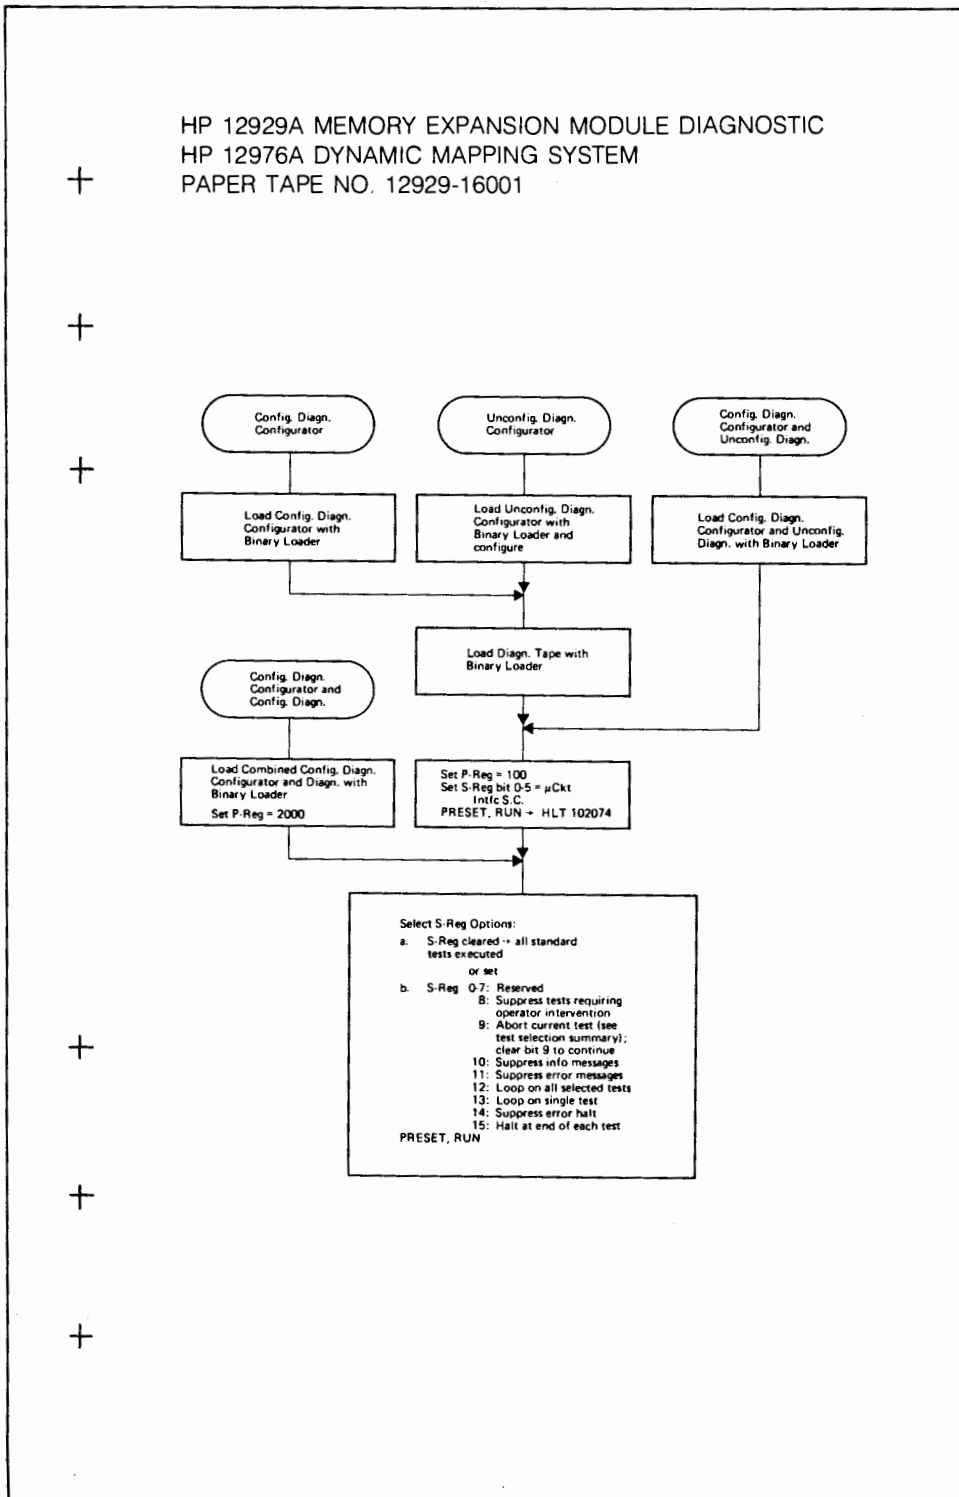 HP 12929A MEMORY EXPANSION MODULE DIAGNOSTIC
HP 12976A DYNAMIC MAPPING SYSTEM
PAPER TAPE NO. 12929-16001
Config. Diagn.
Configurator
Unconfig. Diagn.
Configurator
Config. Diagn.
Configurator and
Unconfig. Diagn.
Load Config. Diagn.
Configurator with
Binary Loader
Load Unconfig. Diagn.
Configurator with
Binary Loader and
configure
Load Config. Diagn.
Configurator and Unconfig.
Diagn. with Binary Loader
Load Diagn. Tape with
Binary Loader
Config. Diagn.
Configurator and
Config. Diagn.
Load Combined Config. Diagn.
Configurator and Diagn. with
Binary Loader
Set P-Reg = 2000
Set P-Reg = 100
Set S-Reg bit 0-5 = µCkt
Intfc S.C.
PRESET, RUN → HLT 102074
Select S-Reg Options:
a. S-Reg cleared → all standard
tests executed
or set
b. S-Reg 0-7: Reserved
8: Suppress tests requiring
operator intervention
9: Abort current test (see
test selection summary);
clear bit 9 to continue
10: Suppress info messages
11: Suppress error messages
12: Loop on all selected tests
13: Loop on single test
14: Suppress error halt
15: Halt at end of each test
PRESET, RUN